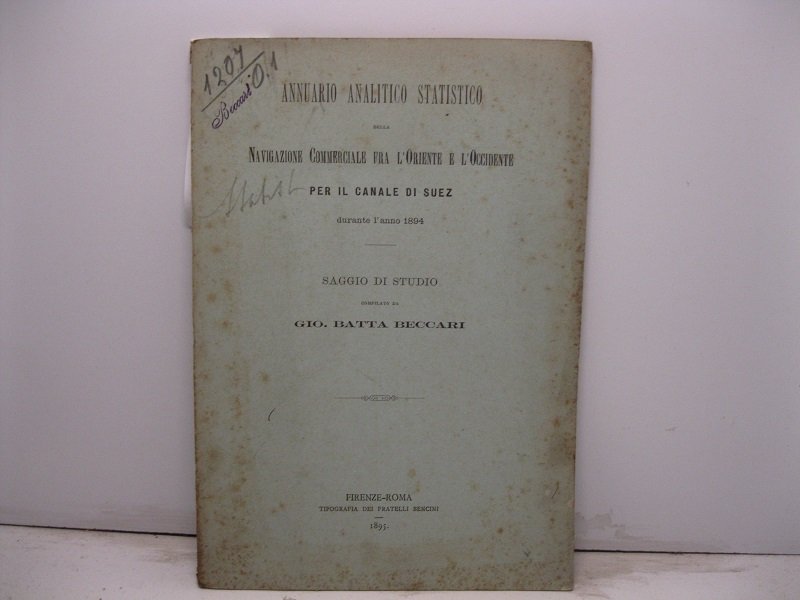 1207
Beccari O. 1
ANNUARIO ANALITICO STATISTICO
DELLA
NAVIGAZIONE COMMERCIALE FRA L'ORIENTE E L'OCCIDENTE
PER IL CANALE DI SUEZ
Statist
durante l'anno 1894
SAGGIO DI STUDIO
COMPILATO DA
GIO. BATTA BECCARI
FIRENZE-ROMA
TIPOGRAFIA DEI FRATELLI BENCINI
1895.